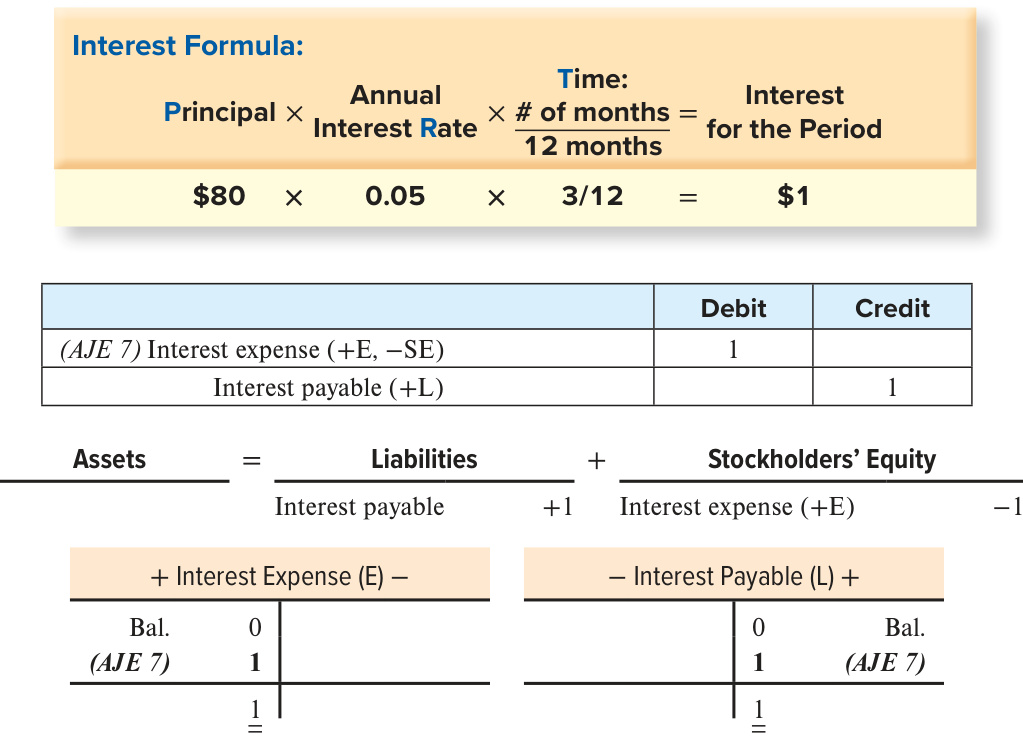 Interest Formula:
Principal × Annual Interest Rate × Time: # of months / 12 months = Interest for the Period
$80 × 0.05 × 3/12 = $1
Debit Credit
(AJE 7) Interest expense (+E, −SE) 1
Interest payable (+L) 1
Assets = Liabilities + Stockholders’ Equity
Interest payable +1 Interest expense (+E) −1
+ Interest Expense (E) − − Interest Payable (L) +
Bal. 0 0 Bal.
(AJE 7) 1 1 (AJE 7)
1 1